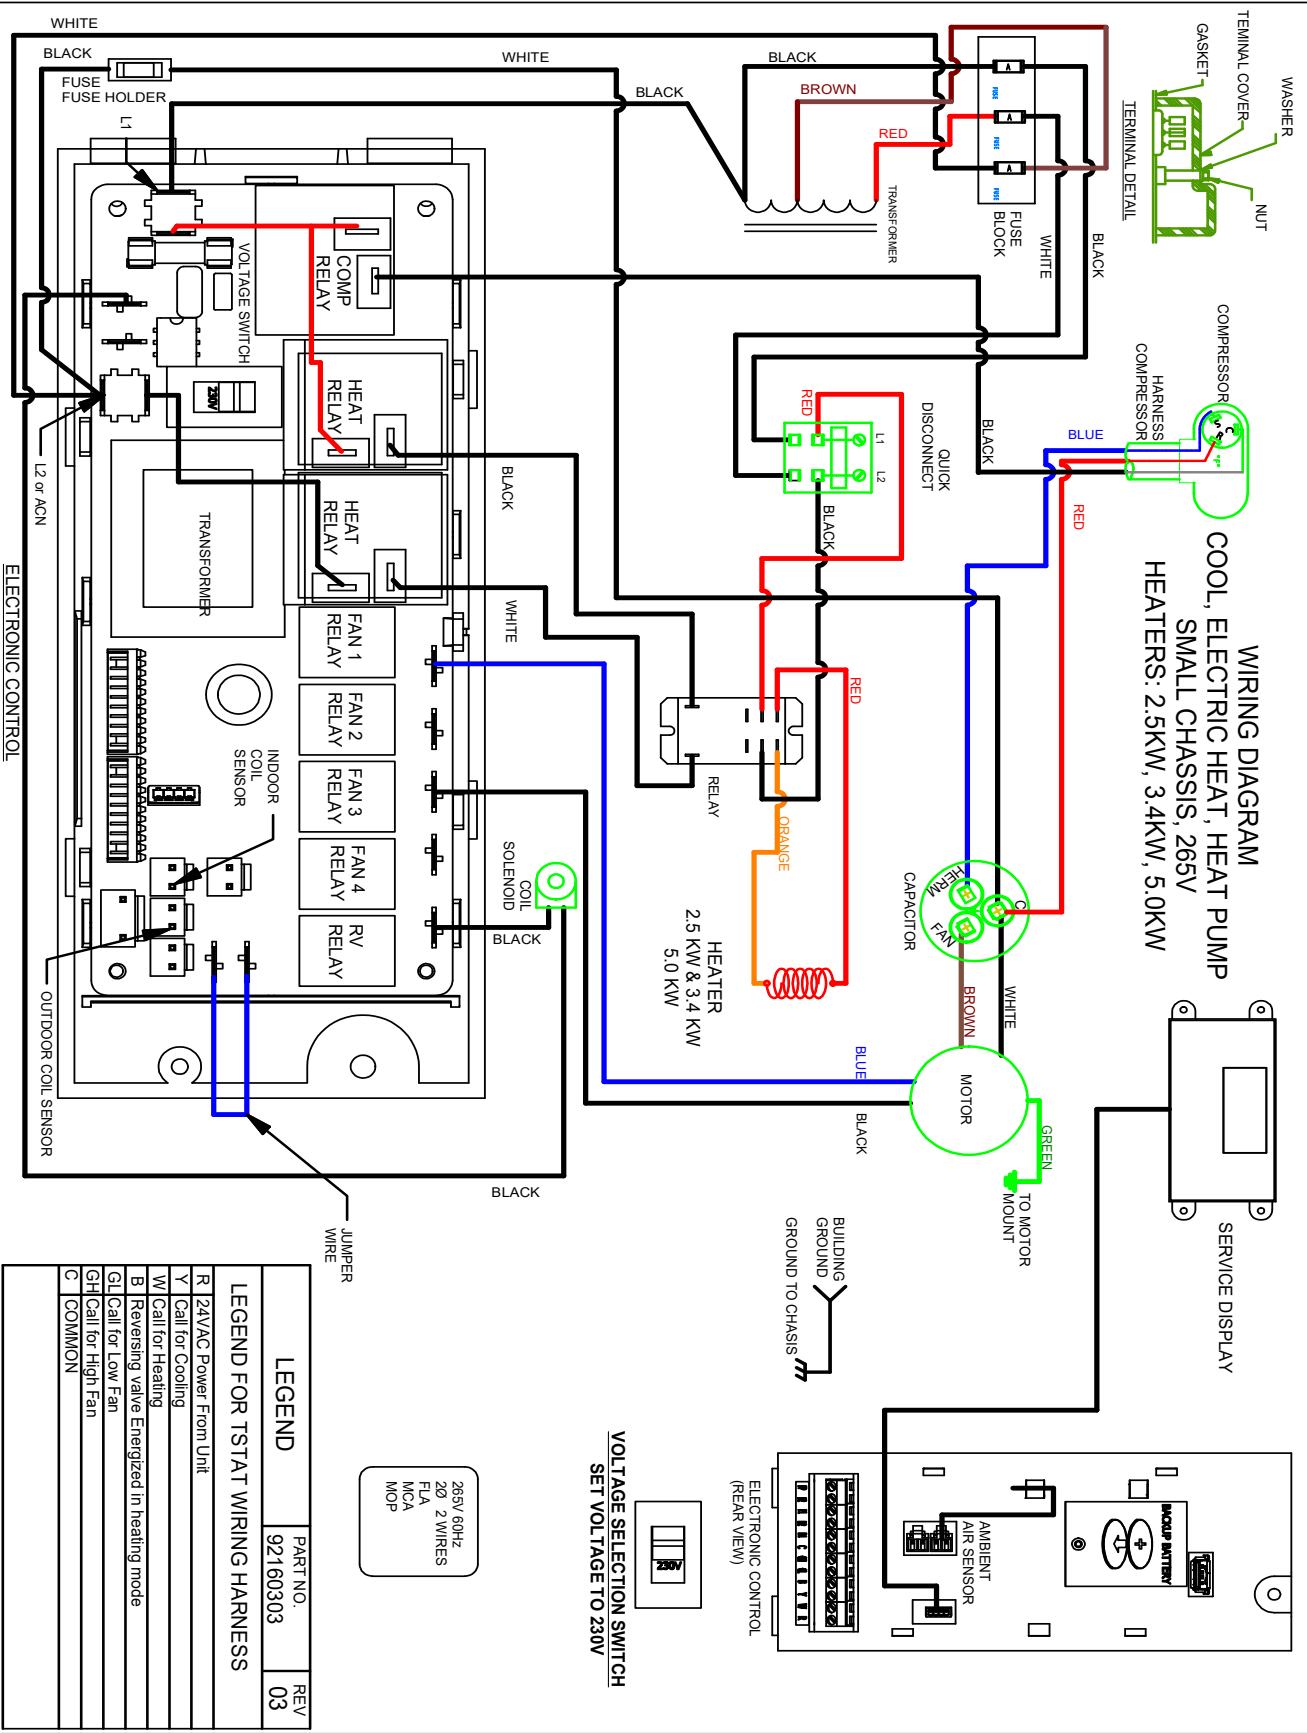 WIRING DIAGRAM
COOL, ELECTRIC HEAT, HEAT PUMP
SMALL CHASSIS, 265V
HEATERS: 2.5KW, 3.4KW, 5.0KW
WHITE
BLACK
FUSE
FUSE HOLDER
WHITE
BLACK
BLACK
BROWN
RED
TRANSFORMER
A
A
A
FUSE
FUSE
FUSE
FUSE
BLOCK
WHITE
BLACK
WASHER
TEMINAL COVER
GASKET
NUT
TERMINAL DETAIL
L1
VOLTAGE SWITCH
230V
COMP
RELAY
HEAT
RELAY
HEAT
RELAY
TRANSFORMER
L2 or ACN
ELECTRONIC CONTROL
FAN 1
RELAY
FAN 2
RELAY
FAN 3
RELAY
FAN 4
RELAY
RV
RELAY
INDOOR
COIL
SENSOR
OUTDOOR COIL SENSOR
JUMPER
WIRE
BLACK
WHITE
COIL
SOLENOID
BLACK
BLACK
RED
L1
L2
QUICK
DISCONNECT
BLACK
BLACK
RED
RELAY
ORANGE
HEATER
2.5 KW & 3.4 KW
5.0 KW
COMPRESSOR
HARNESS
COMPRESSOR
C
S
R
BLUE
RED
HERM
C
FAN
CAPACITOR
WHITE
BROWN
MOTOR
BLUE
BLACK
GREEN
TO MOTOR
MOUNT
SERVICE DISPLAY
BUILDING
GROUND
GROUND TO CHASIS
BACKUP BATTERY
AMBIENT
AIR SENSOR
ELECTRONIC CONTROL
(REAR VIEW)
230V
VOLTAGE SELECTION SWITCH
SET VOLTAGE TO 230V
265V 60Hz
2Ø 2 WIRES
FLA
MCA
MOP
LEGEND
PART NO.
92160303
REV
03
LEGEND FOR TSTAT WIRING HARNESS
R 24VAC Power From Unit
Y Call for Cooling
W Call for Heating
B Reversing valve Energized in heating mode
GL Call for Low Fan
GH Call for High Fan
C COMMON